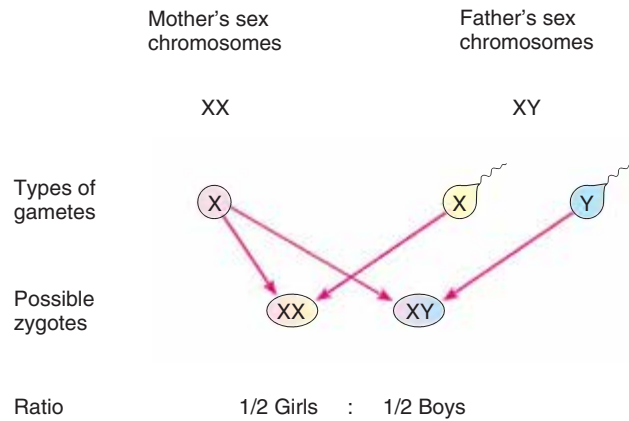 Mother's sex
chromosomes
Father's sex
chromosomes
XX
XY
Types of
gametes
X
X
Y
Possible
zygotes
XX
XY
Ratio
1/2 Girls : 1/2 Boys